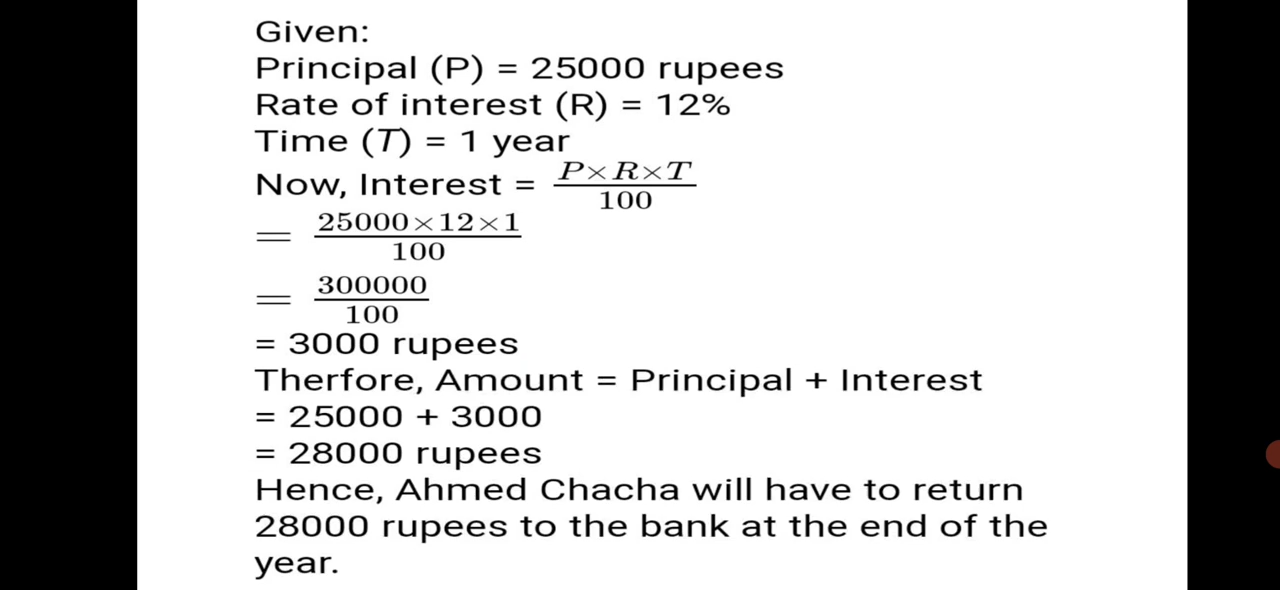 Given:
Principal (P) = 25000 rupees
Rate of interest (R) = 12%
Time (T) = 1 year
Now, Interest = P×R×T/100
= 25000×12×1/100
= 300000/100
= 3000 rupees
Therfore, Amount = Principal + Interest
= 25000 + 3000
= 28000 rupees
Hence, Ahmed Chacha will have to return
28000 rupees to the bank at the end of the
year.